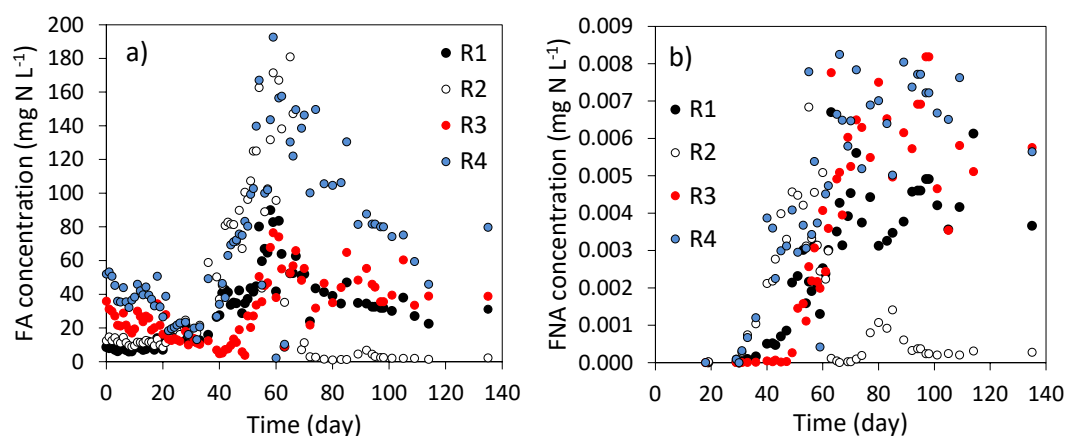 a)
FA concentration (mg N L⁻¹)
200
180
160
140
120
100
80
60
40
20
0
0 20 40 60 80 100 120 140
Time (day)
R1
R2
R3
R4
b)
FNA concentration (mg N L⁻¹)
0.009
0.008
0.007
0.006
0.005
0.004
0.003
0.002
0.001
0.000
0 20 40 60 80 100 120 140
Time (day)
R1
R2
R3
R4